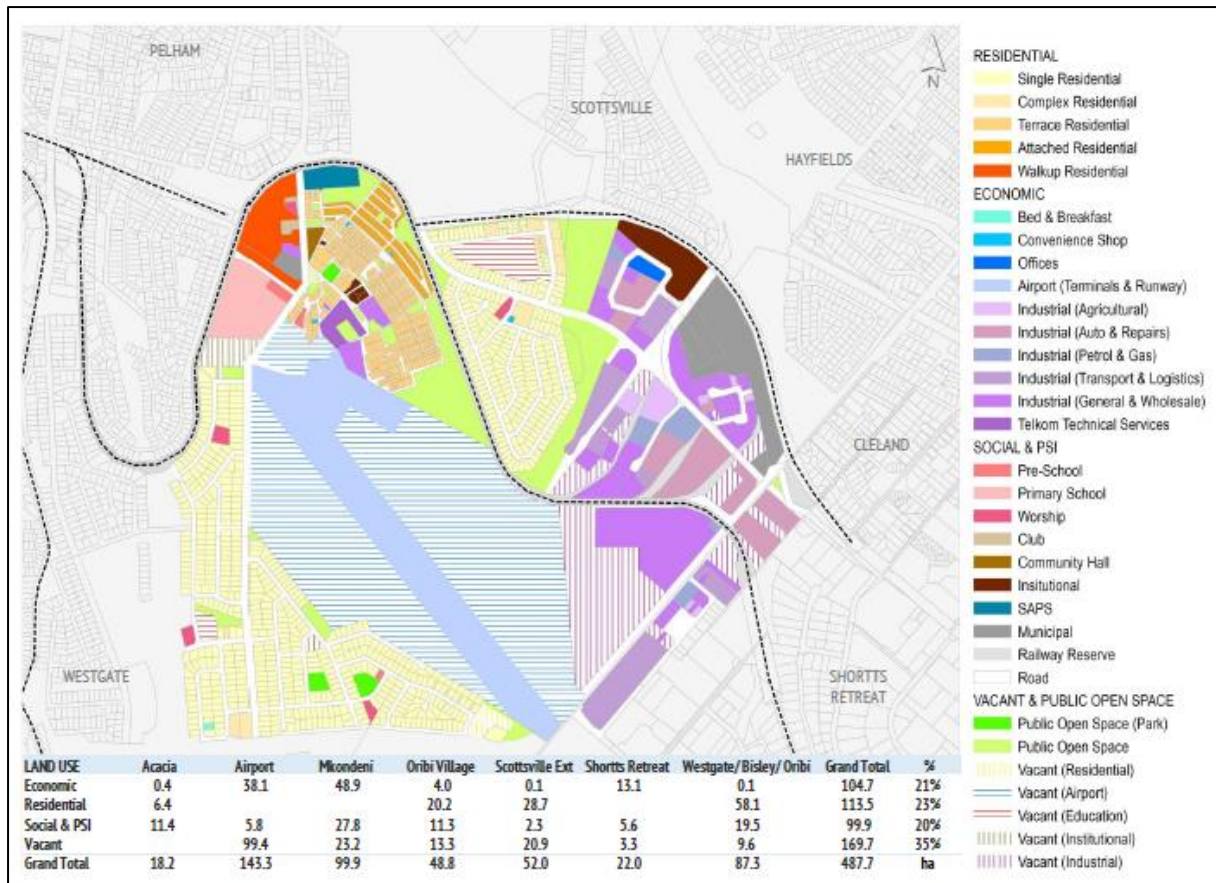 PELHAM
SCOTTSVILLE
HAYFIELDS
N
CLELAND
WESTGATE
SHORTTS
RETREAT
RESIDENTIAL
Single Residential
Complex Residential
Terrace Residential
Attached Residential
Walkup Residential
ECONOMIC
Bed & Breakfast
Convenience Shop
Offices
Airport (Terminals & Runway)
Industrial (Agricultural)
Industrial (Auto & Repairs)
Industrial (Petrol & Gas)
Industrial (Transport & Logistics)
Industrial (General & Wholesale)
Telkom Technical Services
SOCIAL & PSI
Pre-School
Primary School
Worship
Club
Community Hall
Insitutional
SAPS
Municipal
Railway Reserve
Road
VACANT & PUBLIC OPEN SPACE
Public Open Space (Park)
Public Open Space
Vacant (Residential)
Vacant (Airport)
Vacant (Education)
Vacant (Institutional)
Vacant (Industrial)
LAND USE Acacia Airport Mkondeni Oribi Village Scottsville Ext Shortts Retreat Westgate/ Bisley/ Oribi Grand Total %
Economic 0.4 38.1 48.9 4.0 0.1 13.1 0.1 104.7 21%
Residential 6.4 20.2 28.7 58.1 113.5 23%
Social & PSI 11.4 5.8 27.8 11.3 2.3 5.6 19.5 99.9 20%
Vacant 99.4 23.2 13.3 20.9 3.3 9.6 169.7 35%
Grand Total 18.2 143.3 99.9 48.8 52.0 22.0 87.3 487.7 ha